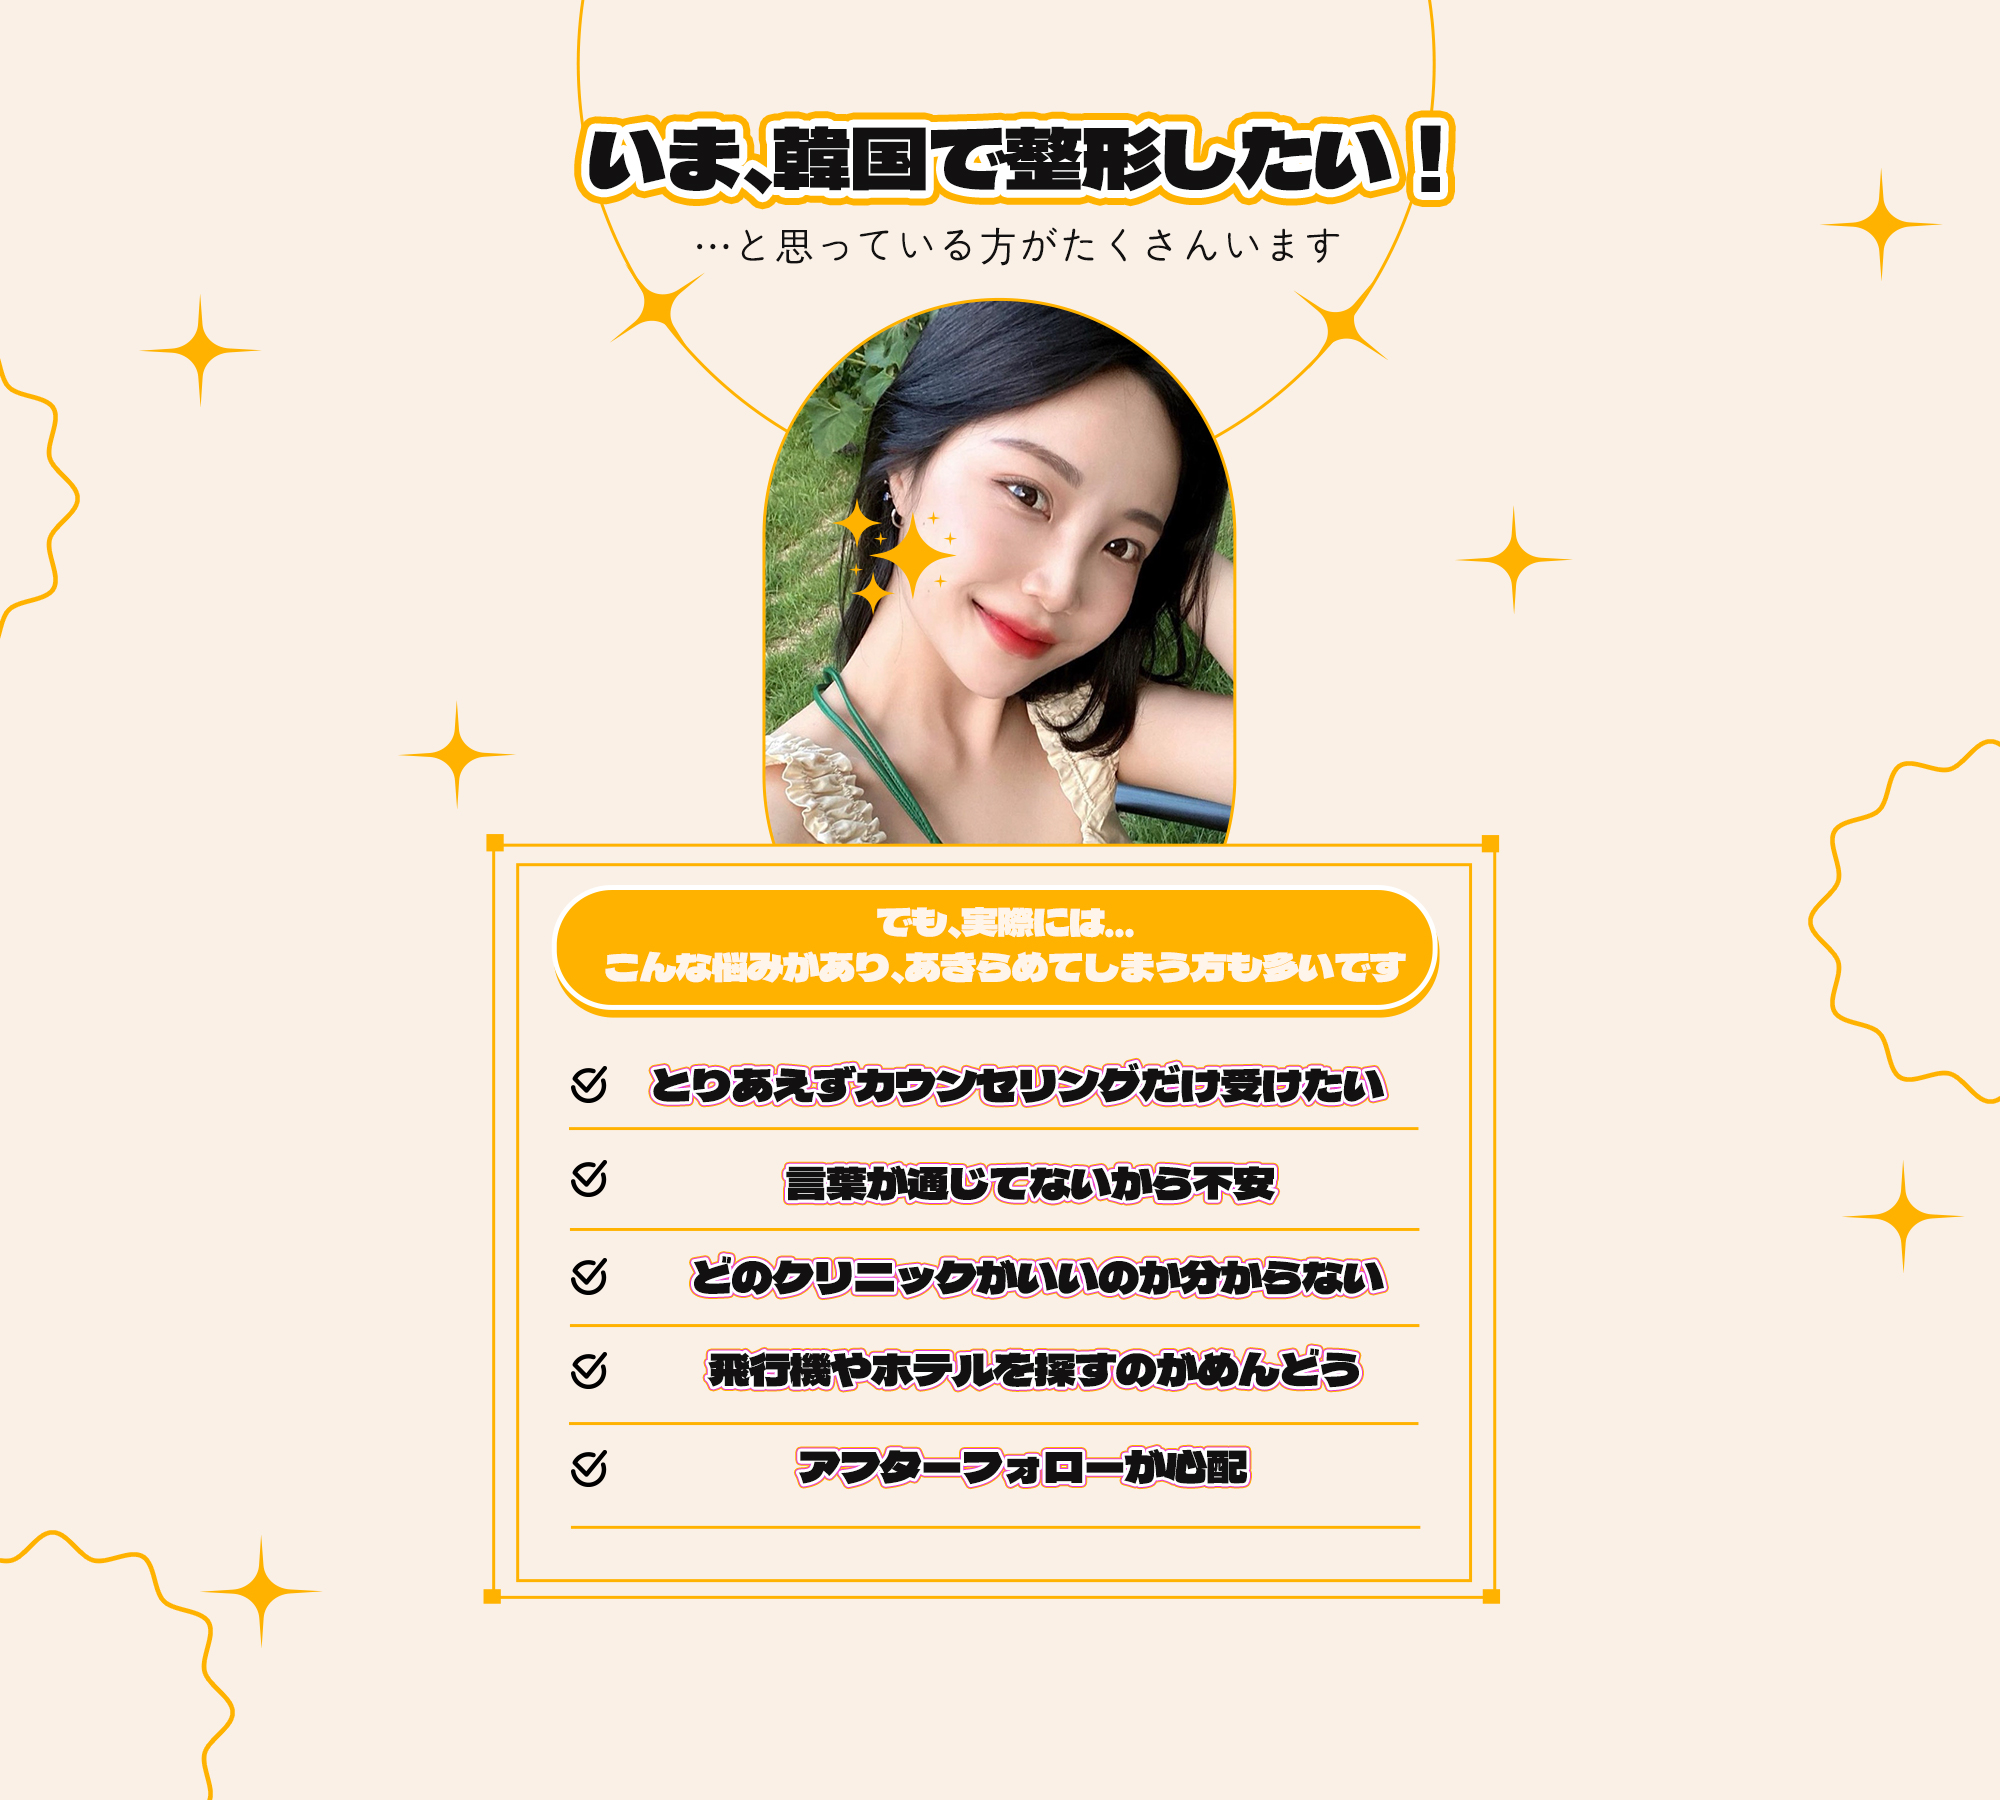 いま、韓国で整形したい！
…と思っている方がたくさんいます
でも、実際には...
こんな悩みがあり、あきらめてしまう方も多いです
とりあえずカウンセリングだけ受けたい
言葉が通じてないから不安
どのクリニックがいいのか分からない
飛行機やホテルを探すのがめんどう
アフターフォローが心配